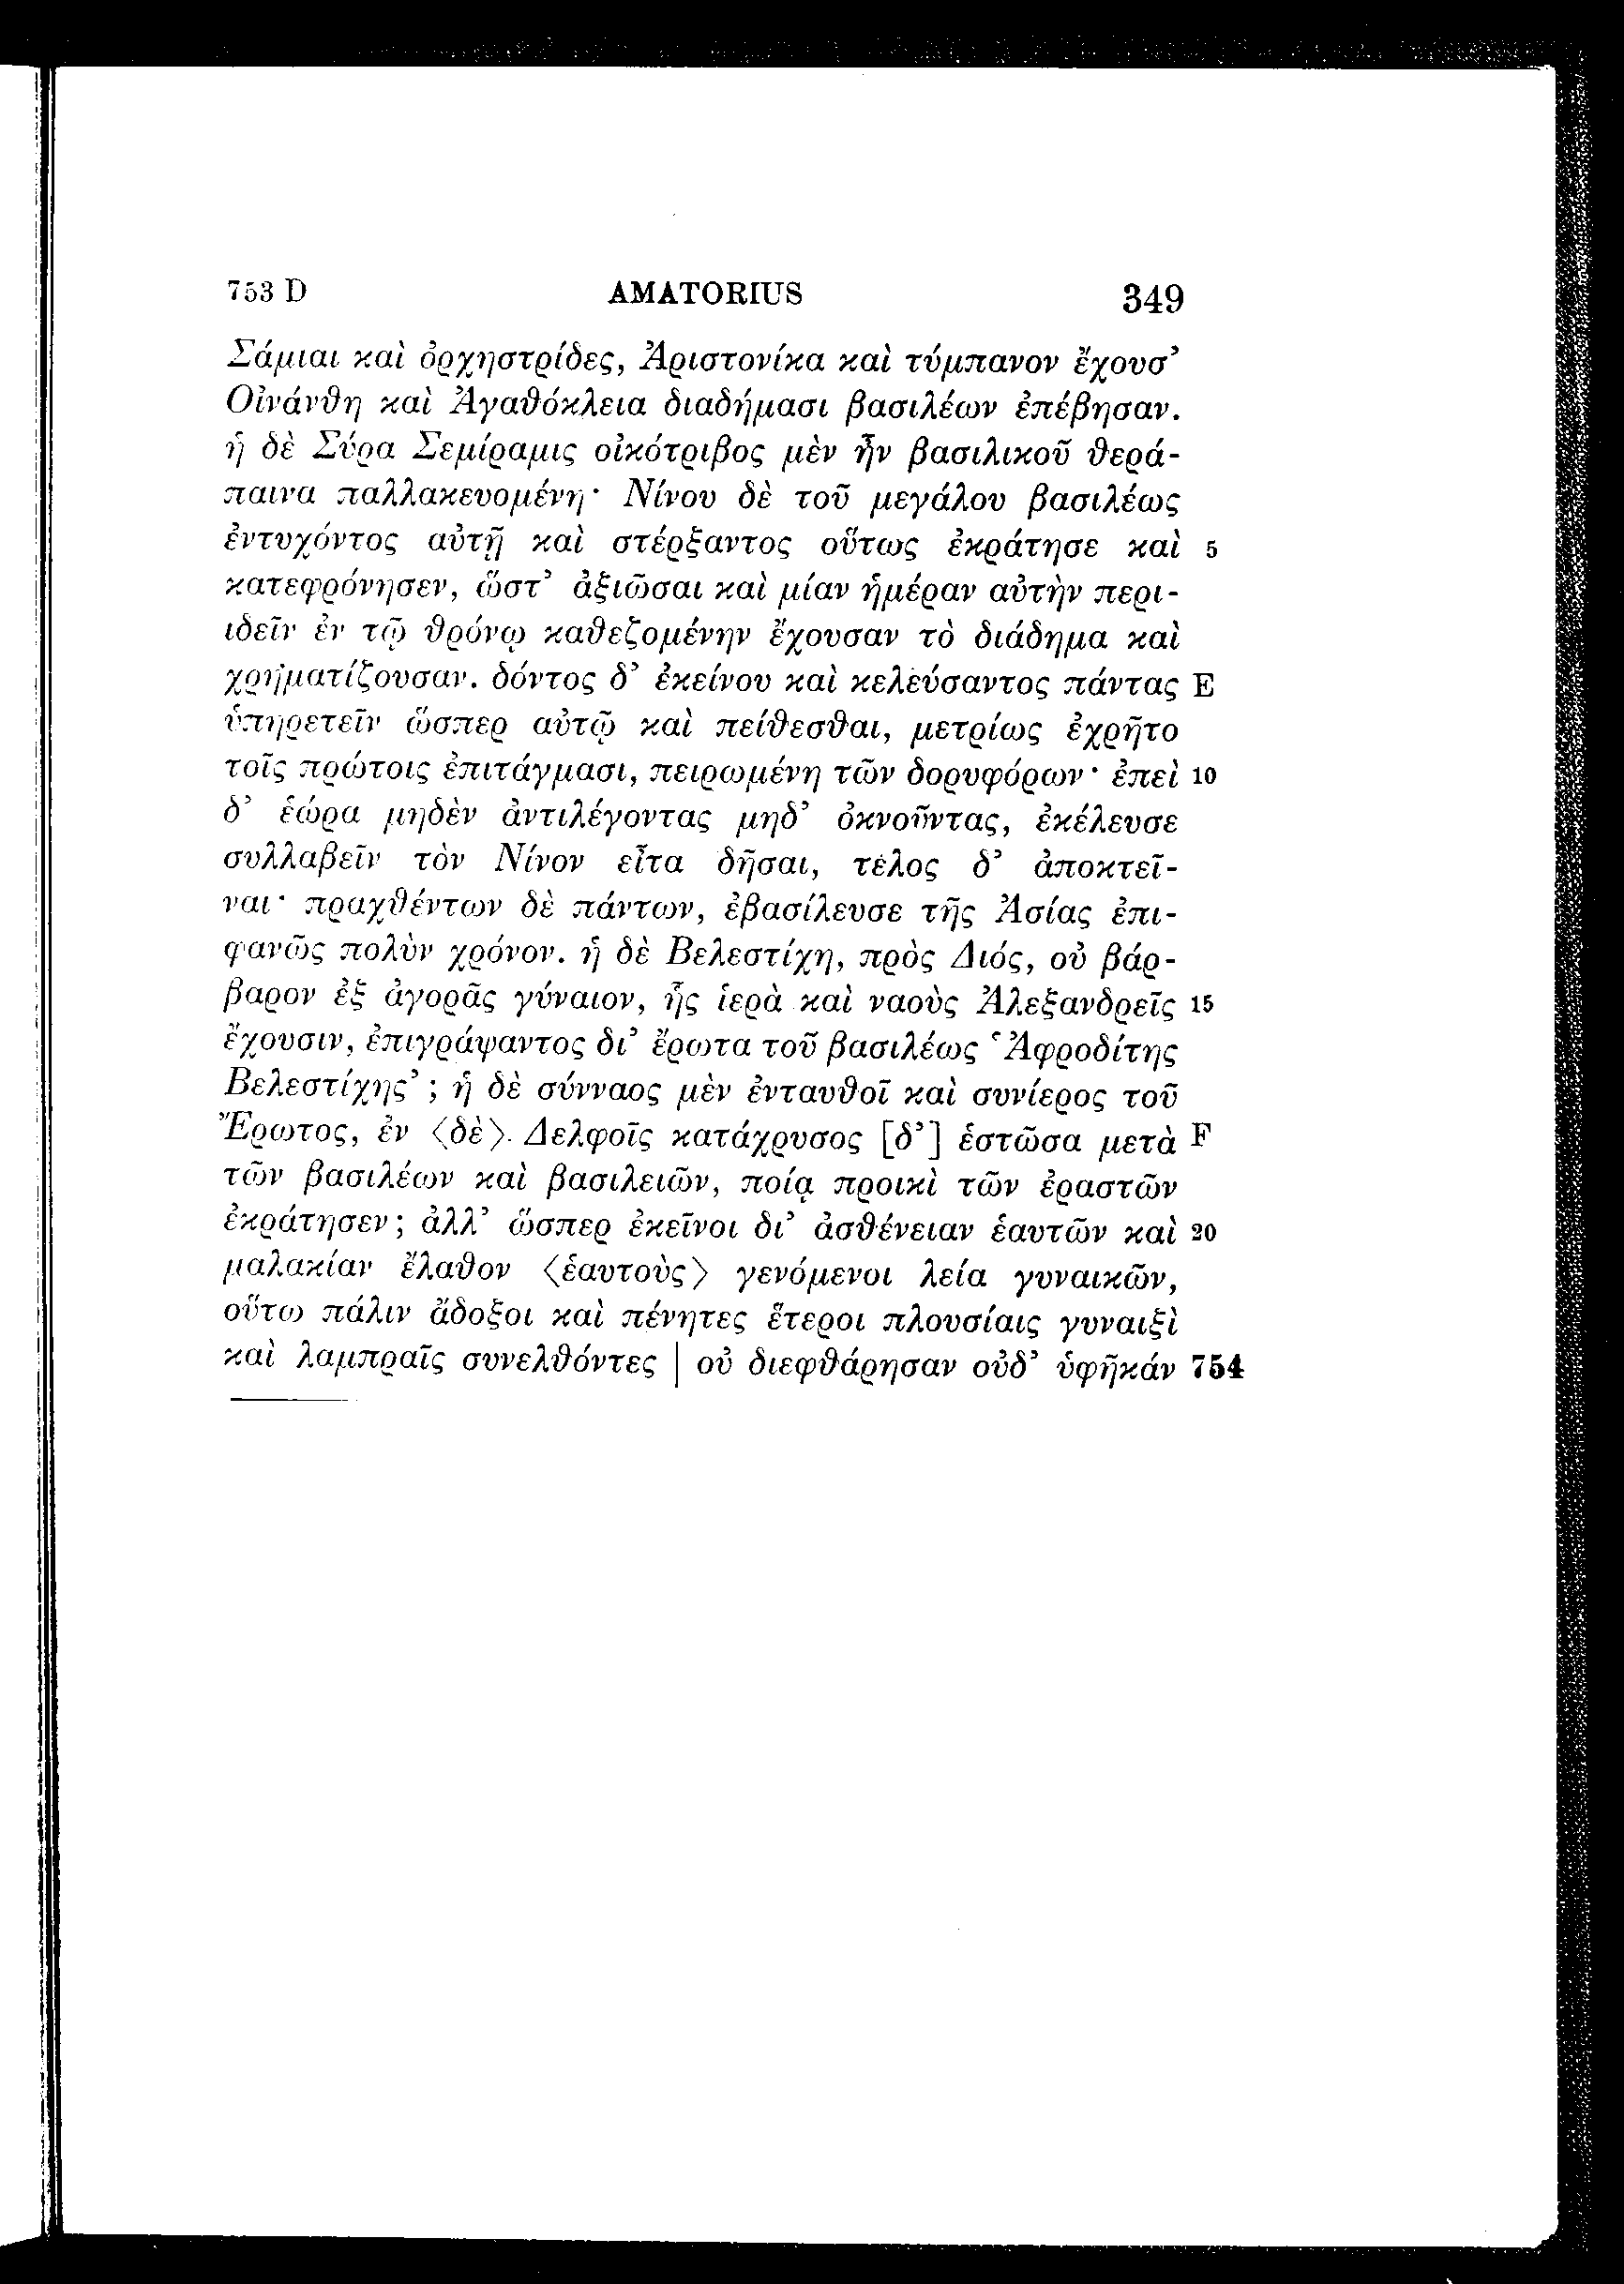 753 D AMATORIUS 349
Σάμιαι καὶ ὀρχηστρίδες, Ἀριστονίκα καὶ τύμπανον ἔχουσ’
Οἰνάνθη καὶ Ἀγαθόκλεια διαδήμασι βασιλέων ἐπέβησαν.
ἡ δὲ Σύρα Σεμίραμις οἰκότριβος μὲν ἦν βασιλικοῦ θερά-
παινα παλλακευομένη· Νίνου δὲ τοῦ μεγάλου βασιλέως
ἐντυχόντος αὐτῇ καὶ στέρξαντος οὕτως ἐκράτησε καὶ 5
κατεφρόνησεν, ὥστ’ ἀξιῶσαι καὶ μίαν ἡμέραν αὐτὴν περι-
ιδεῖν ἐν τῷ θρόνῳ καθεζομένην ἔχουσαν τὸ διάδημα καὶ
χρηματίζουσαν. δόντος δ’ ἐκείνου καὶ κελεύσαντος πάντας E
ὑπηρετεῖν ὥσπερ αὐτῷ καὶ πείθεσθαι, μετρίως ἐχρῆτο
τοῖς πρώτοις ἐπιτάγμασι, πειρωμένη τῶν δορυφόρων· ἐπεὶ 10
δ’ ἑώρα μηδὲν ἀντιλέγοντας μηδ’ ὀκνοῦντας, ἐκέλευσε
συλλαβεῖν τὸν Νίνον εἶτα δῆσαι, τέλος δ’ ἀποκτεῖ-
ναι· πραχθέντων δὲ πάντων, ἐβασίλευσε τῆς Ἀσίας ἐπι-
φανῶς πολὺν χρόνον. ἡ δὲ Βελεστίχη, πρὸς Διός, οὐ βάρ-
βαρον ἐξ ἀγορᾶς γύναιον, ἧς ἱερὰ καὶ ναοὺς Ἀλεξανδρεῖς 15
ἔχουσιν, ἐπιγράψαντος δι’ ἔρωτα τοῦ βασιλέως ‘Ἀφροδίτης
Βελεστίχης’; ἡ δὲ σύνναος μὲν ἐνταυθοῖ καὶ συνίερος τοῦ
Ἔρωτος, ἐν ⟨δὲ⟩ Δελφοῖς κατάχρυσος [δ’] ἑστῶσα μετὰ F
τῶν βασιλέων καὶ βασιλειῶν, ποίᾳ προικὶ τῶν ἐραστῶν
ἐκράτησεν; ἀλλ’ ὥσπερ ἐκεῖνοι δι’ ἀσθένειαν ἑαυτῶν καὶ 20
μαλακίαν ἔλαθον ⟨ἑαυτοὺς⟩ γενόμενοι λεία γυναικῶν,
οὕτω πάλιν ἄδοξοι καὶ πένητες ἕτεροι πλουσίαις γυναιξὶ
καὶ λαμπραῖς συνελθόντες | οὐ διεφθάρησαν οὐδ’ ὑφῆκάν 754